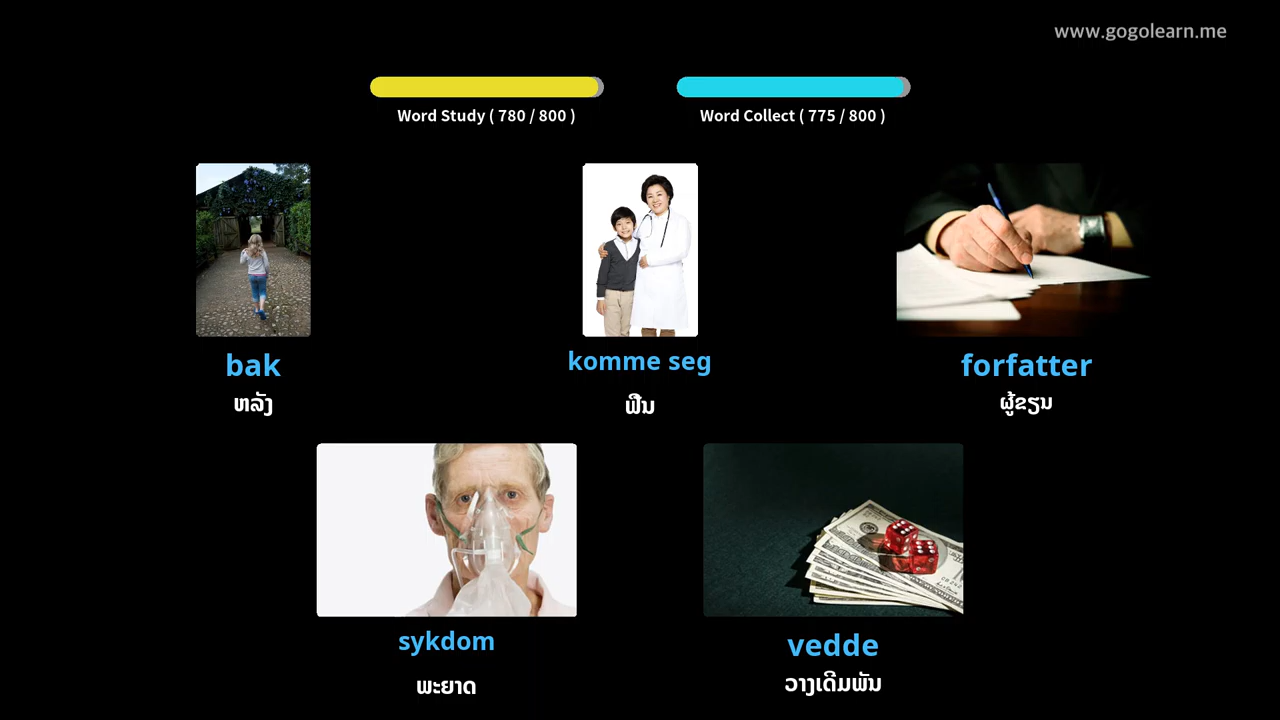 www.gogolearn.me
Word Study ( 780 / 800 )
Word Collect ( 775 / 800 )
bak
ຫລັງ
komme seg
ຟື້ນ
forfatter
ຜູ້ຂຽນ
sykdom
ພະຍາດ
vedde
ວາງເດີມພັນ